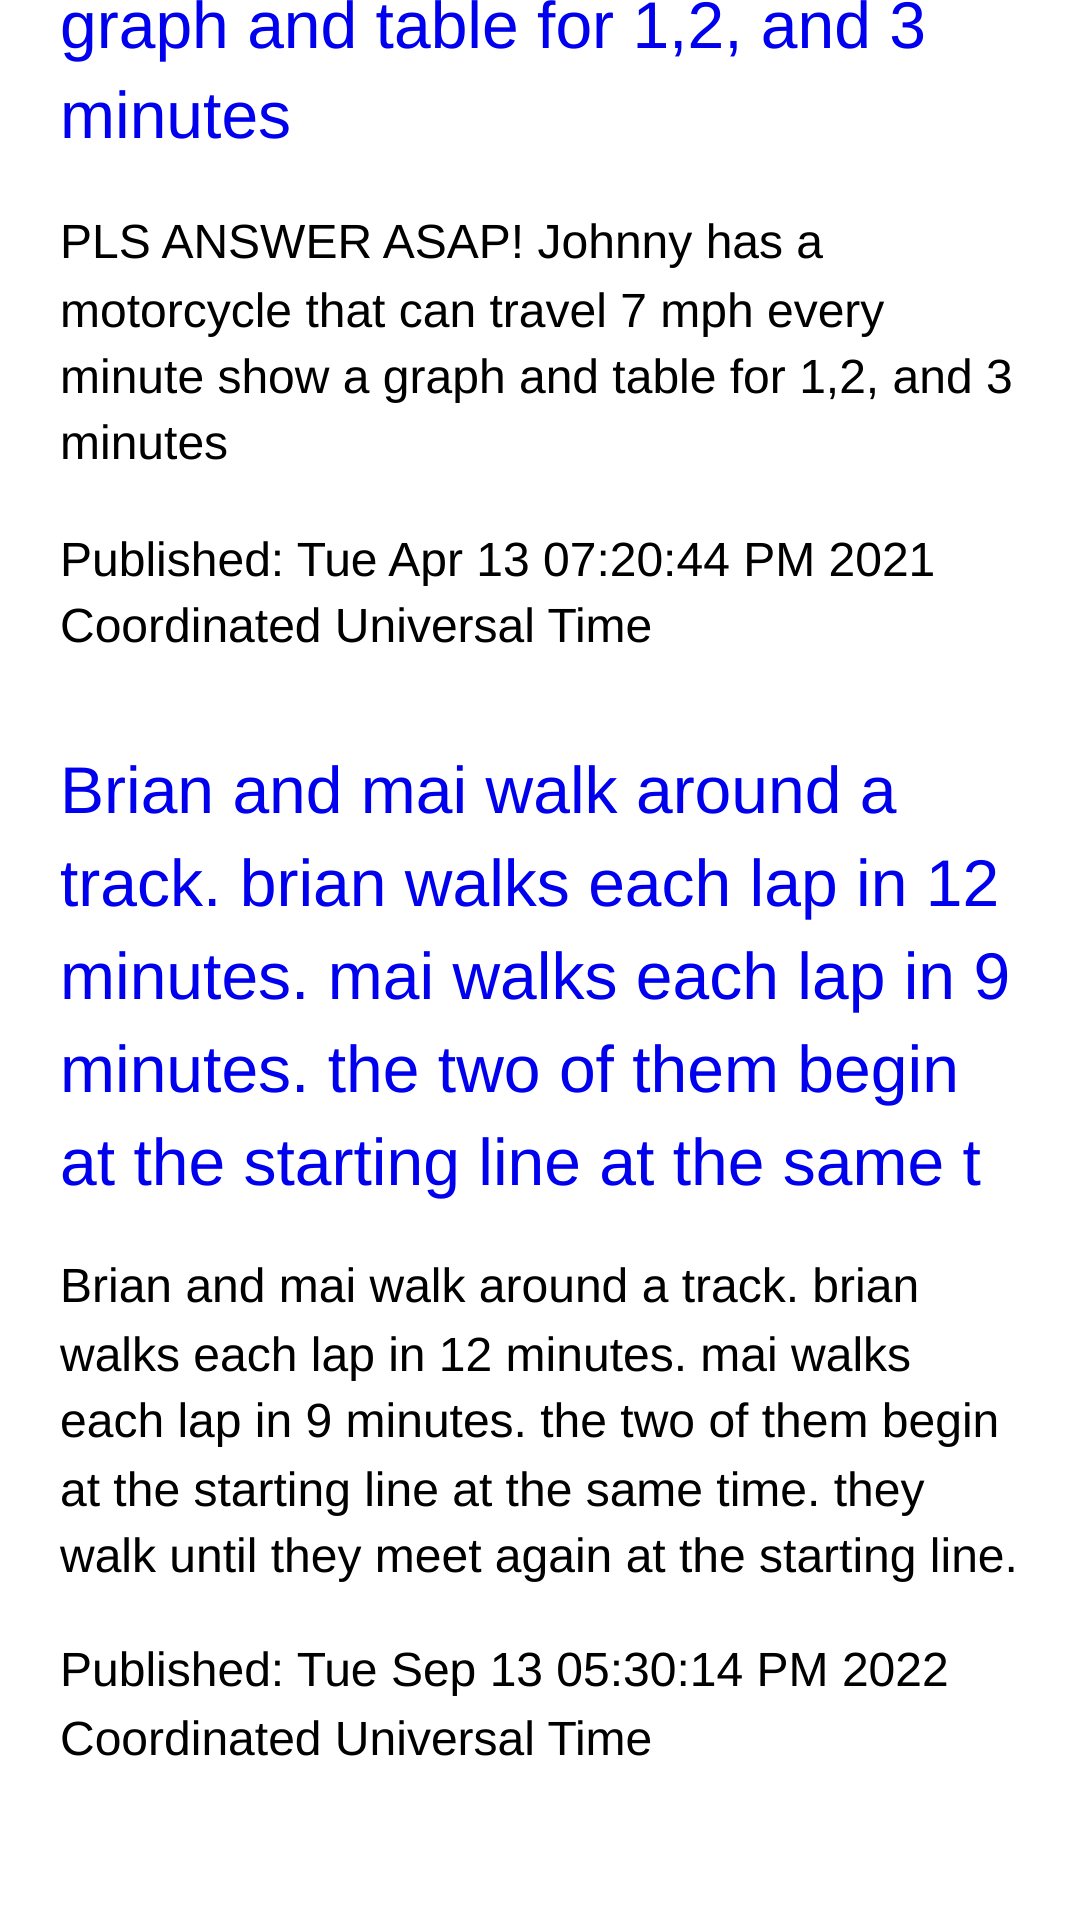 graph and table for 1,2, and 3
minutes
PLS ANSWER ASAP! Johnny has a
motorcycle that can travel 7 mph every
minute show a graph and table for 1,2, and 3
minutes
Published: Tue Apr 13 07:20:44 PM 2021
Coordinated Universal Time
Brian and mai walk around a
track. brian walks each lap in 12
minutes. mai walks each lap in 9
minutes. the two of them begin
at the starting line at the same t
Brian and mai walk around a track. brian
walks each lap in 12 minutes. mai walks
each lap in 9 minutes. the two of them begin
at the starting line at the same time. they
walk until they meet again at the starting line.
Published: Tue Sep 13 05:30:14 PM 2022
Coordinated Universal Time